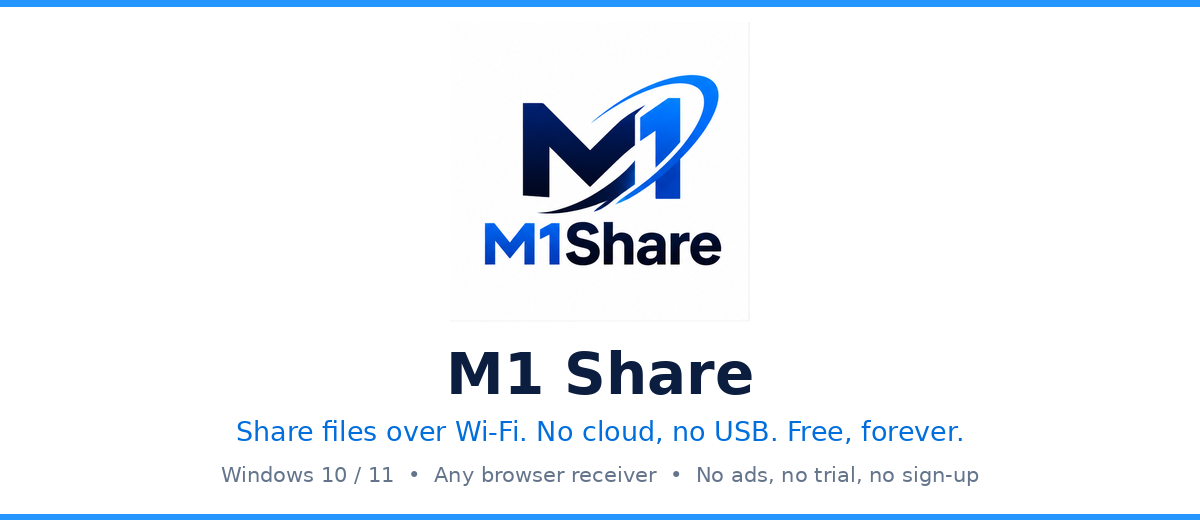 M1
M1Share
M1 Share
Share files over Wi-Fi. No cloud, no USB. Free, forever.
Windows 10 / 11 • Any browser receiver • No ads, no trial, no sign-up